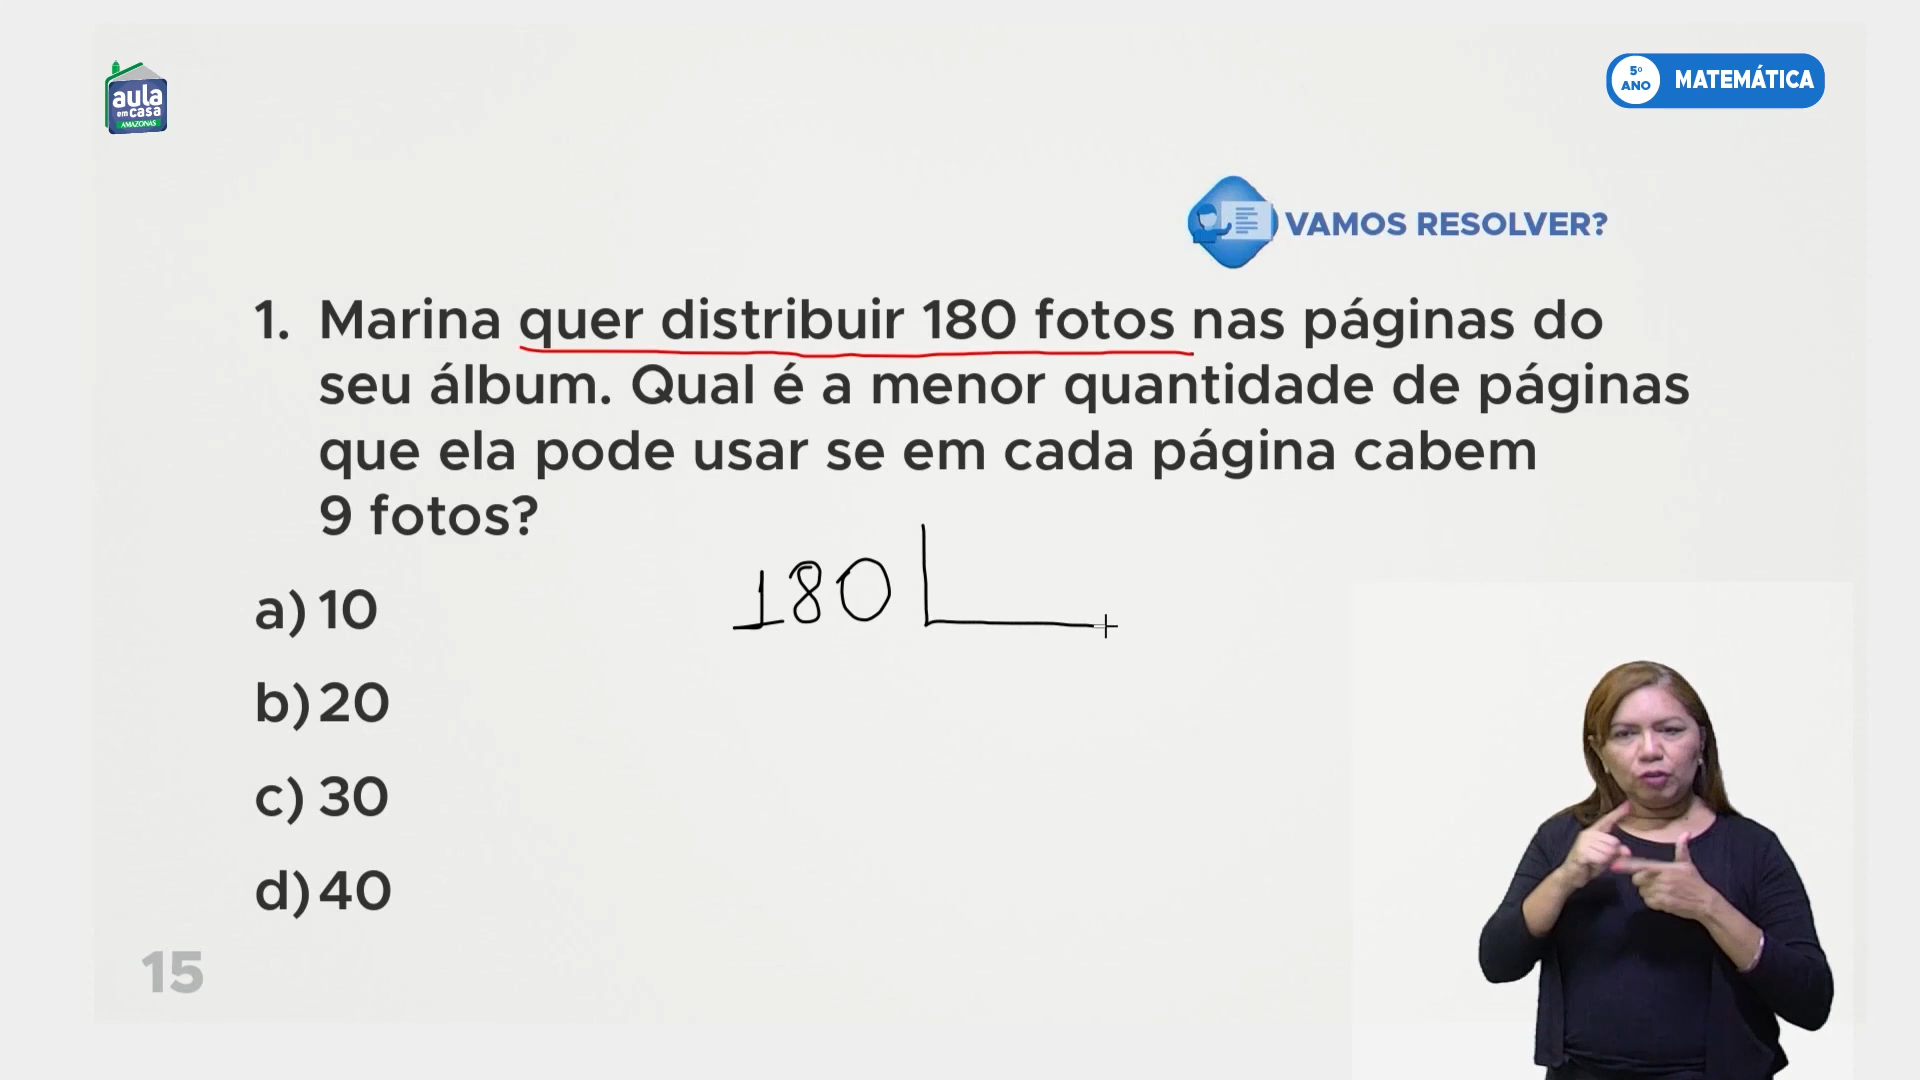 aula
em casa
AMAZONAS
5º
ANO
MATEMÁTICA
VAMOS RESOLVER?
1. Marina quer distribuir 180 fotos nas páginas do
seu álbum. Qual é a menor quantidade de páginas
que ela pode usar se em cada página cabem
9 fotos?
180
a) 10
b) 20
c) 30
d) 40
15